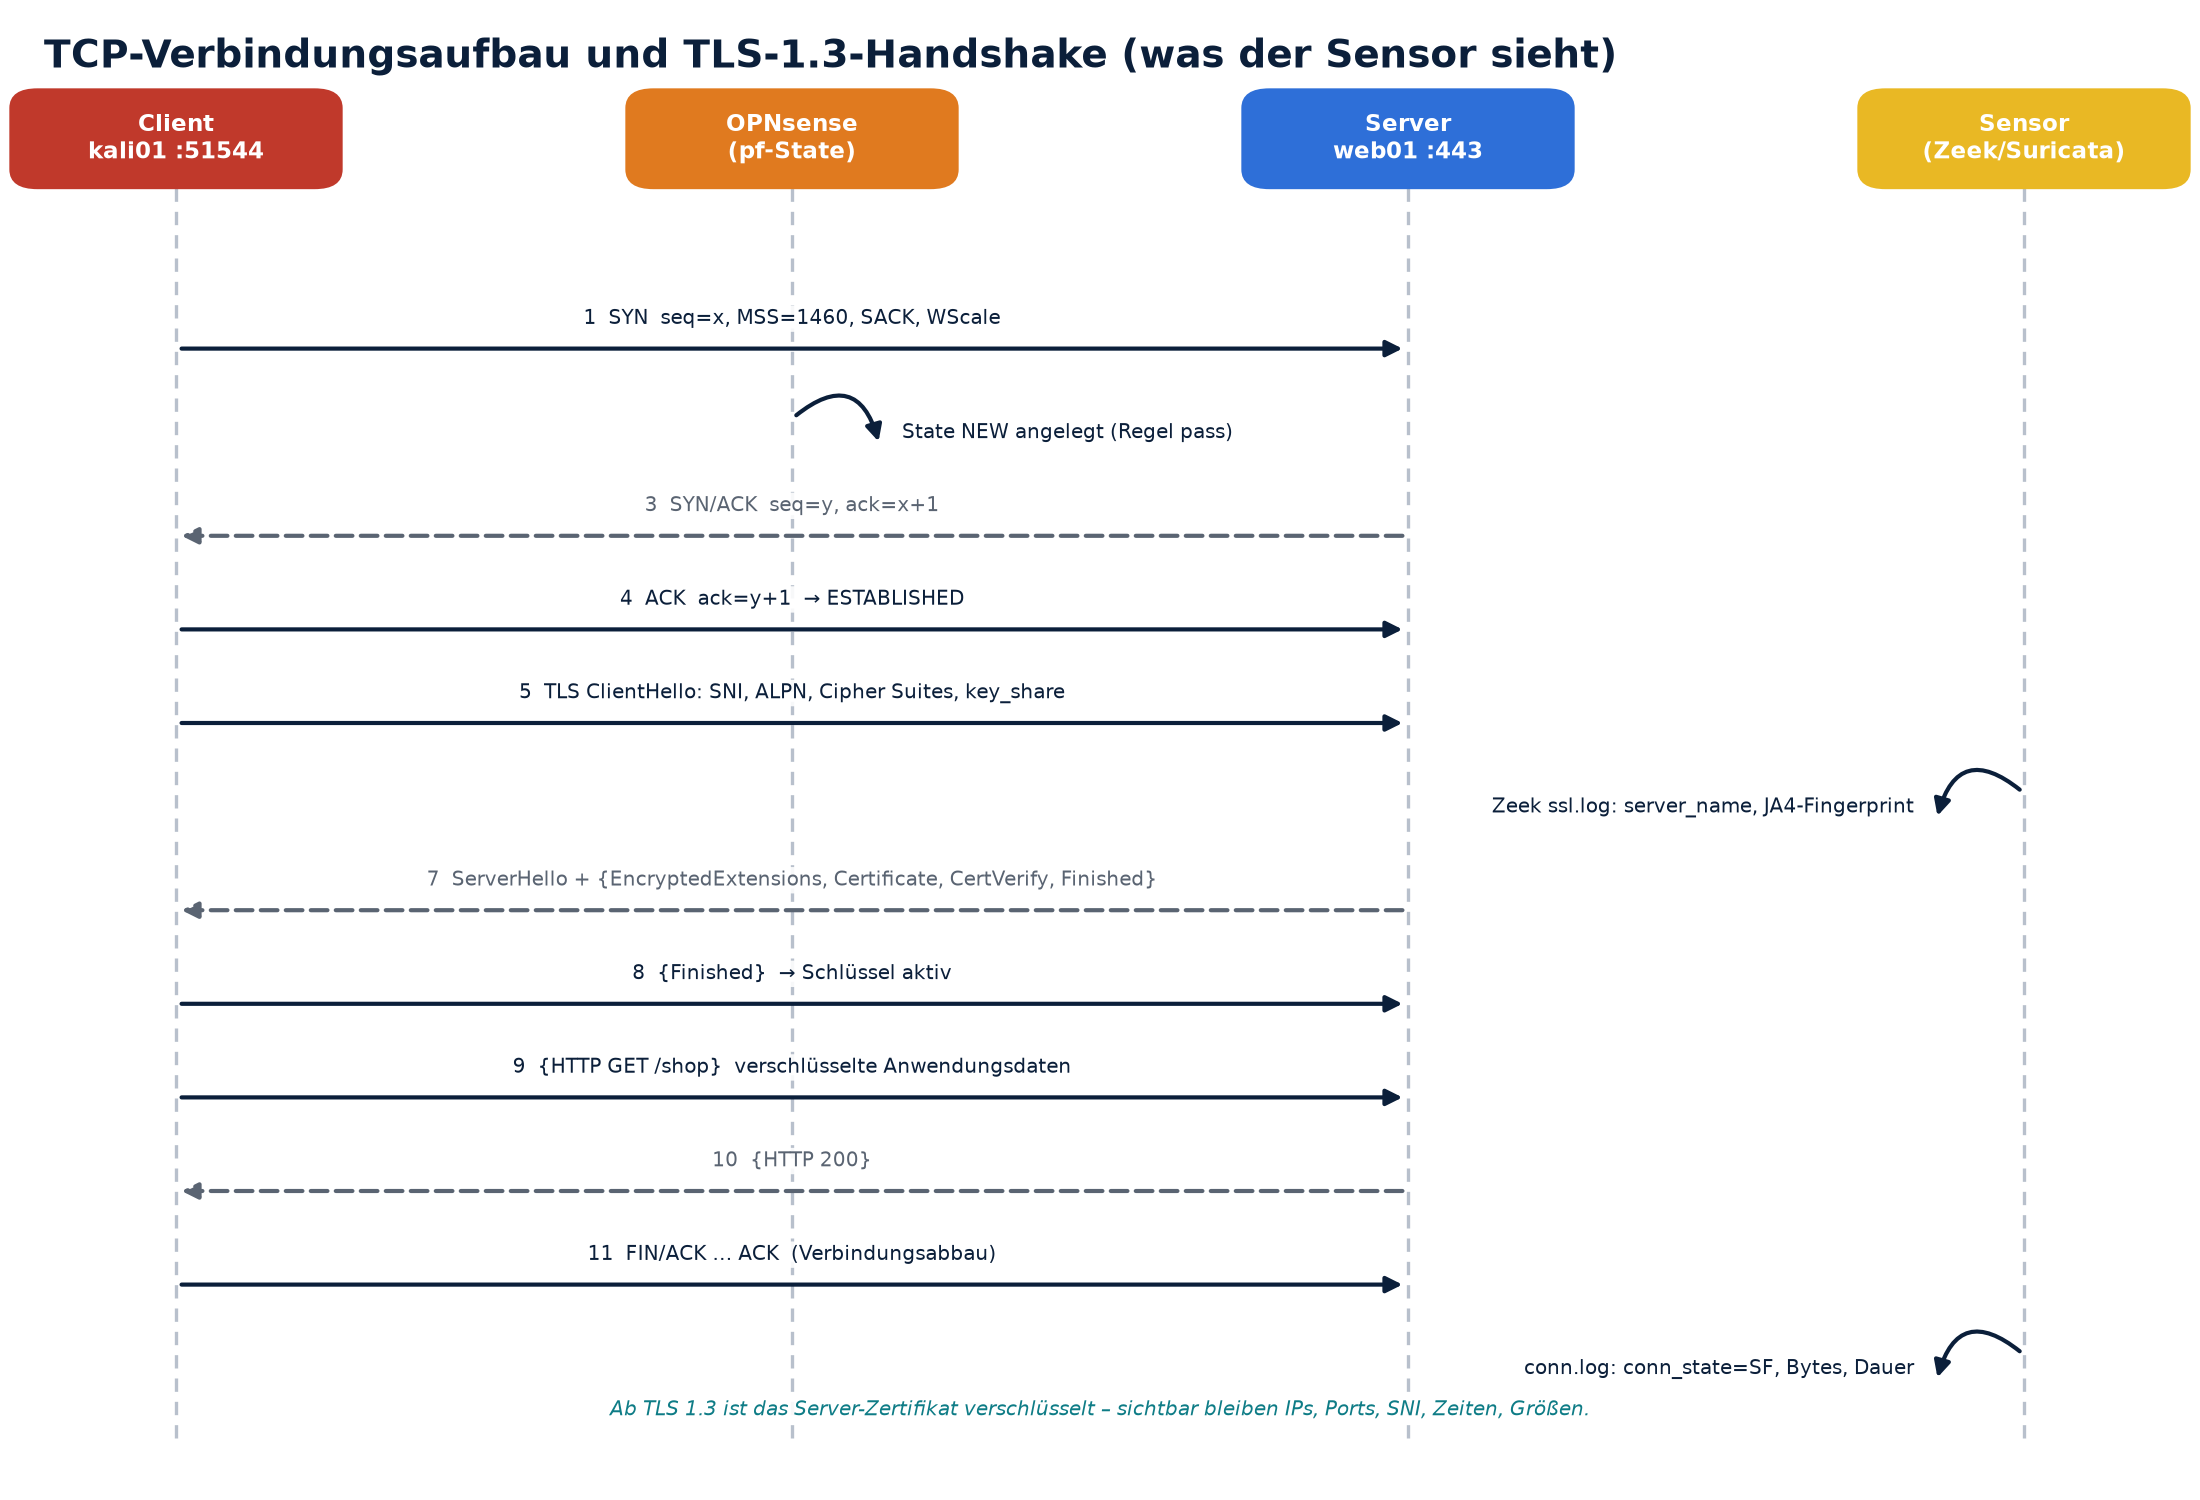 TCP-Verbindungsaufbau und TLS-1.3-Handshake (was der Sensor sieht)
Client
kali01 :51544
OPNsense
(pf-State)
Server
web01 :443
Sensor
(Zeek/Suricata)
1  SYN  seq=x, MSS=1460, SACK, WScale
State NEW angelegt (Regel pass)
3  SYN/ACK  seq=y, ack=x+1
4  ACK  ack=y+1  → ESTABLISHED
5  TLS ClientHello: SNI, ALPN, Cipher Suites, key_share
Zeek ssl.log: server_name, JA4-Fingerprint
7  ServerHello + {EncryptedExtensions, Certificate, CertVerify, Finished}
8  {Finished}  → Schlüssel aktiv
9  {HTTP GET /shop}  verschlüsselte Anwendungsdaten
10  {HTTP 200}
11  FIN/ACK … ACK  (Verbindungsabbau)
conn.log: conn_state=SF, Bytes, Dauer
Ab TLS 1.3 ist das Server-Zertifikat verschlüsselt – sichtbar bleiben IPs, Ports, SNI, Zeiten, Größen.